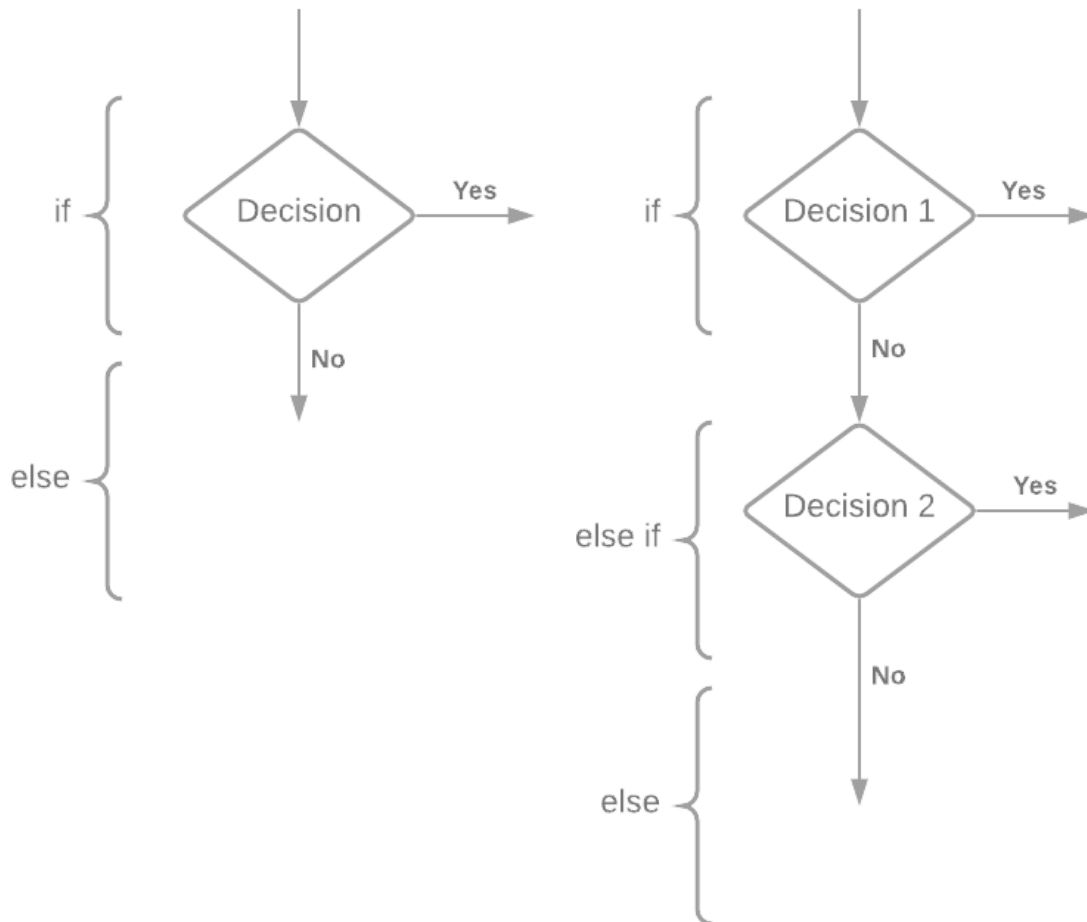 if
Decision
Yes
No
else
if
Decision 1
Yes
No
else if
Decision 2
Yes
No
else